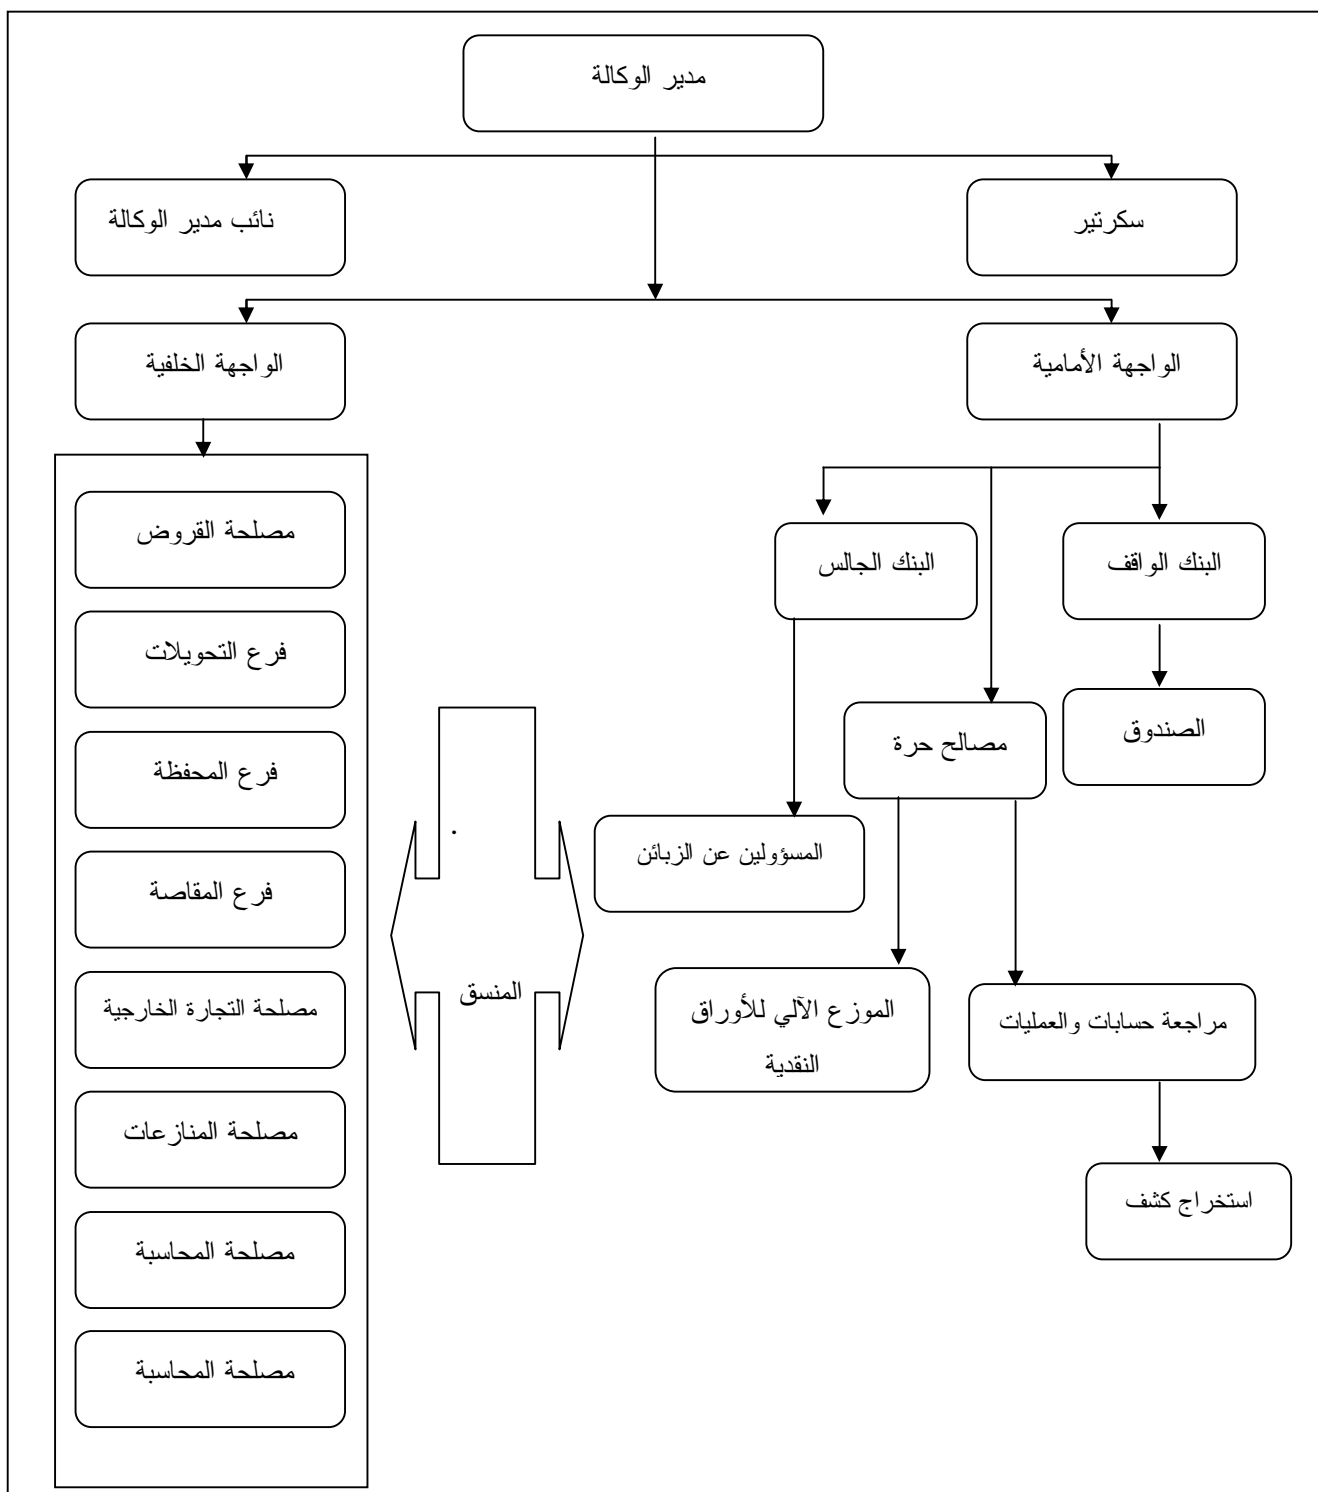 مدير الوكالة
سكرتير
نائب مدير الوكالة
الواجهة الأمامية
الواجهة الخلفية
البنك الواقف
البنك الجالس
الصندوق
مصالح حرة
المسؤولين عن الزبائن
الموزع الآلي للأوراق
النقدية
مراجعة حسابات والعمليات
استخراج كشف
المنسق
مصلحة القروض
فرع التحويلات
فرع المحفظة
فرع المقاصة
مصلحة التجارة الخارجية
مصلحة المنازعات
مصلحة المحاسبة
مصلحة المحاسبة